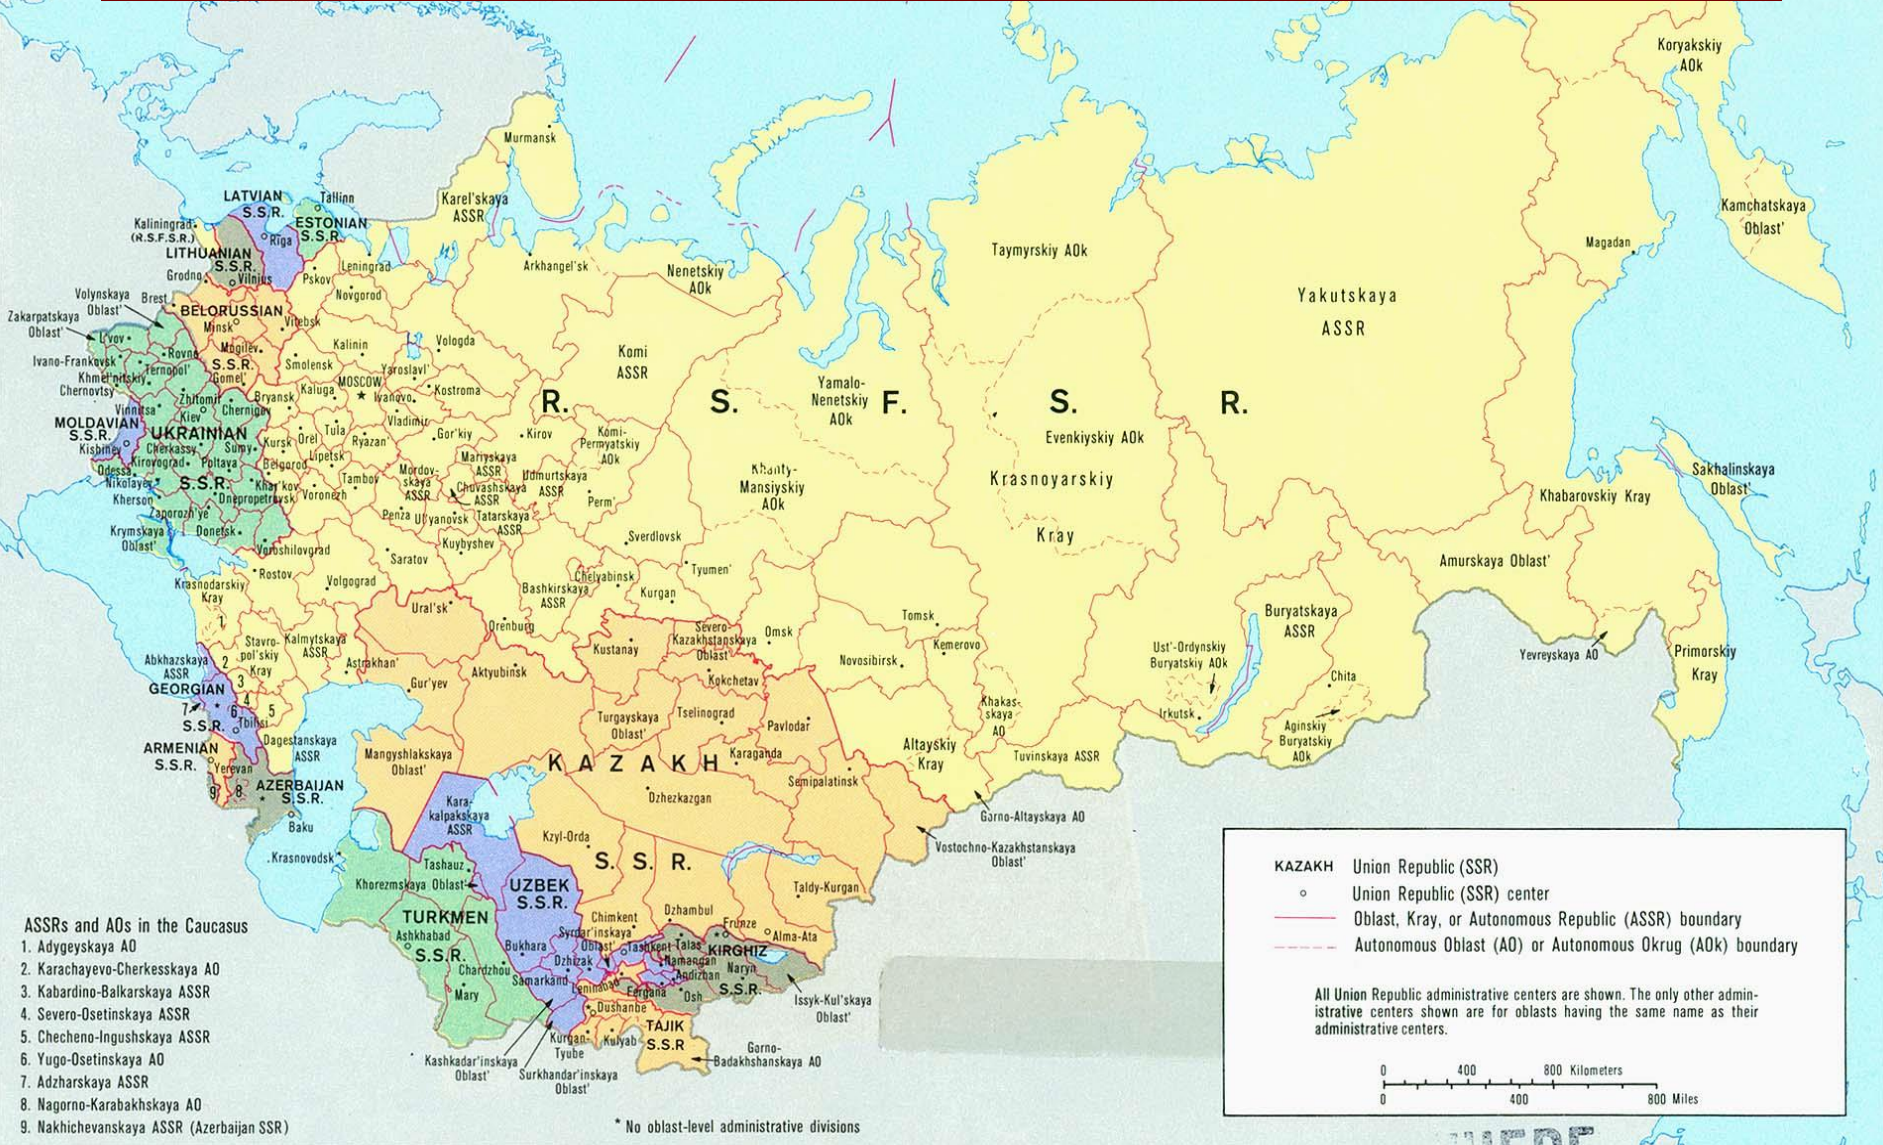 Koryakskiy
AOk
Murmansk
Karel'skaya
ASSR
LATVIAN
S.S.R.
Tallinn
ESTONIAN
S.S.R.
Kaliningrad
(R.S.F.S.R.)
Rīga
LITHUANIAN
S.S.R.
Grodno
Vilnius
Pskov
Leningrad
Novgorod
Arkhangel'sk
Nenetskiy
AOk
Taymyrskiy AOk
Yakutskaya
ASSR
Magadan
Kamchatskaya
Oblast'
Volynskaya
Oblast'
Brest
Zakarpatskaya
Oblast'
BELORUSSIAN
Minsk
Vitebsk
Mogilev
S.S.R.
Gomel'
L'vov
Rovno
Ivano-Frankovsk
Ternopol'
Khmel'nitskiy
Chernovtsy
Smolensk
Kalinin
Vologda
Yaroslavl'
Kostroma
MOSCOW
Kaluga
Ivanovo
Bryansk
Vladimir
Komi
ASSR
Yamalo-
Nenetskiy
AOk
R. S. F. S. R.
Evenkiyskiy AOk
Krasnoyarskiy
Kray
Vinnitsa
Zhitomir
Kiev
Chernigov
MOLDAVIAN
S.S.R.
Kishinev
UKRAINIAN
S.S.R.
Cherkassy
Sumy
Kirovograd
Poltava
Odessa
Nikolayev
Khar'kov
Kherson
Dnepropetrovsk
Zaporozh'ye
Krymskaya
Oblast'
Donetsk
Voroshilovgrad
Kursk
Orel
Tula
Ryazan'
Lipetsk
Belgorod
Voronezh
Tambov
Gor'kiy
Kirov
Komi-
Permyatskiy
AOk
Mordov-
skaya
ASSR
Mariyskaya
ASSR
Chuvashskaya
ASSR
Udmurtskaya
ASSR
Perm'
Penza
Ul'yanovsk
Tatarskaya
ASSR
Kuybyshev
Khanty-
Mansiyskiy
AOk
Sverdlovsk
Tyumen'
Chelyabinsk
Kurgan
Bashkirskaya
ASSR
Saratov
Volgograd
Rostov
Krasnodarskiy
Kray
1
Stavro-
pol'skiy
Kray
Kalmytskaya
ASSR
Astrakhan'
2
3
4
5
Abkhazskaya
ASSR
GEORGIAN
S.S.R.
7
6
Tbilisi
Dagestanskaya
ASSR
ARMENIAN
S.S.R.
Yerevan
9
8
AZERBAIJAN
S.S.R.
Baku
Ural'sk
Orenburg
Gur'yev
Aktyubinsk
Kustanay
Severo-
Kazakhstanskaya
Oblast'
Kokchetav
Omsk
Tomsk
Novosibirsk
Kemerovo
Khakas-
skaya
AO
Altayskiy
Kray
Tuvinskaya ASSR
Gorno-Altayskaya AO
Ust'-Ordynskiy
Buryatskiy AOk
Irkutsk
Buryatskaya
ASSR
Chita
Aginskiy
Buryatskiy
AOk
Amurskaya Oblast'
Khabarovskiy Kray
Sakhalinskaya
Oblast'
Yevreyskaya AO
Primorskiy
Kray
Mangyshlakskaya
Oblast'
Turgayskaya
Oblast'
Tselinograd
Pavlodar
Karaganda
Semipalatinsk
KAZAKH
S. S. R.
Dzhezkazgan
Kzyl-Orda
Vostochno-Kazakhstanskaya
Oblast'
Taldy-Kurgan
Chimkent
Dzhambul
Frunze
Alma-Ata
Kara-
kalpakskaya
ASSR
Krasnovodsk
Tashauz
Khorezmskaya Oblast'
UZBEK
S.S.R.
TURKMEN
S.S.R.
Ashkhabad
Bukhara
Chardzhou
Mary
Samarkand
Dzhizak
Syrdar'inskaya
Oblast'
Tashkent
Talas
KIRGHIZ
S.S.R.
Namangan
Andizhan
Naryn
Leninabad
Fergana
Osh
Issyk-Kul'skaya
Oblast'
Dushanbe
TAJIK
S.S.R
Kurgan-
Tyube
Kulyab
Gorno-
Badakhshanskaya AO
Kashkadar'inskaya
Oblast'
Surkhandar'inskaya
Oblast'
ASSRs and AOs in the Caucasus
1. Adygeyskaya AO
2. Karachayevo-Cherkesskaya AO
3. Kabardino-Balkarskaya ASSR
4. Severo-Osetinskaya ASSR
5. Checheno-Ingushskaya ASSR
6. Yugo-Osetinskaya AO
7. Adzharskaya ASSR
8. Nagorno-Karabakhskaya AO
9. Nakhichevanskaya ASSR (Azerbaijan SSR)
* No oblast-level administrative divisions
KAZAKH Union Republic (SSR)
Union Republic (SSR) center
Oblast, Kray, or Autonomous Republic (ASSR) boundary
Autonomous Oblast (AO) or Autonomous Okrug (AOk) boundary
All Union Republic administrative centers are shown. The only other admin-
istrative centers shown are for oblasts having the same name as their
administrative centers.
0 400 800 Kilometers
0 400 800 Miles